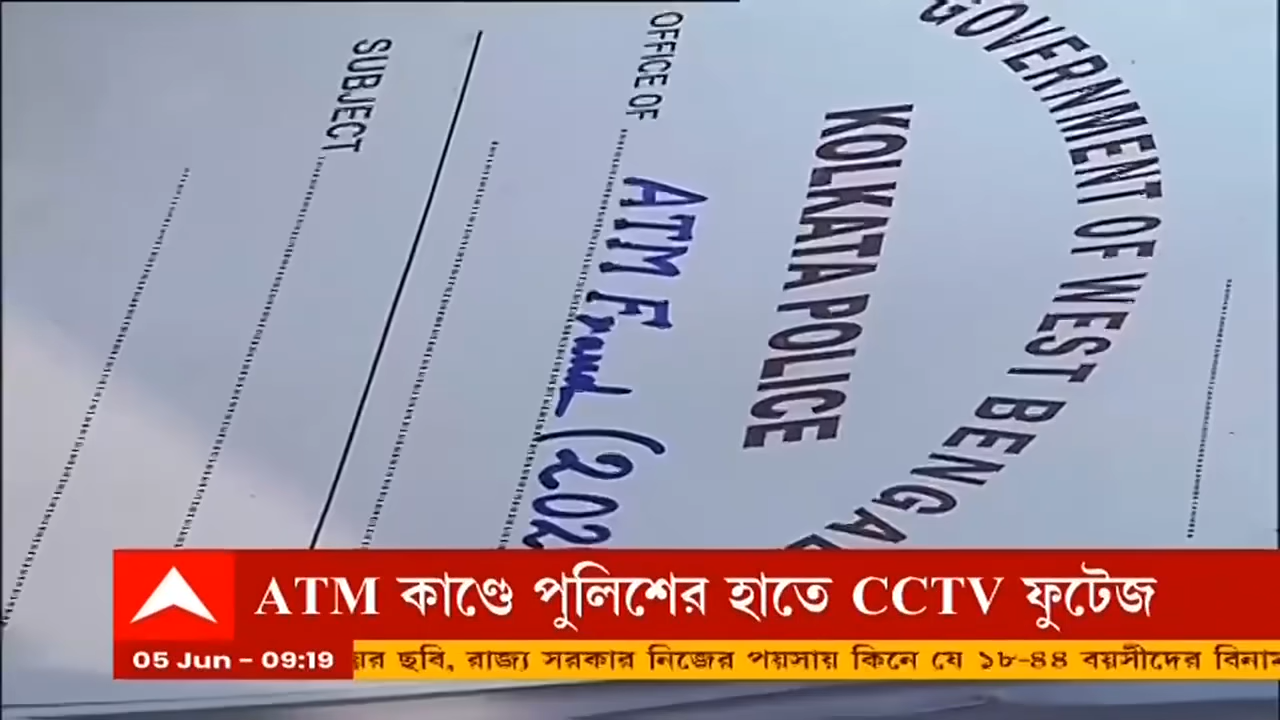 GOVERNMENT OF WEST BENGAL
KOLKATA POLICE
OFFICE OF ATM Fraud (202
SUBJECT
ATM কাণ্ডে পুলিশের হাতে CCTV ফুটেজ
05 Jun - 09:19
ছবি, রাজ্য সরকার নিজের পয়সায় কিনে যে ১৮-৪৪ বয়সীদের বিনাম